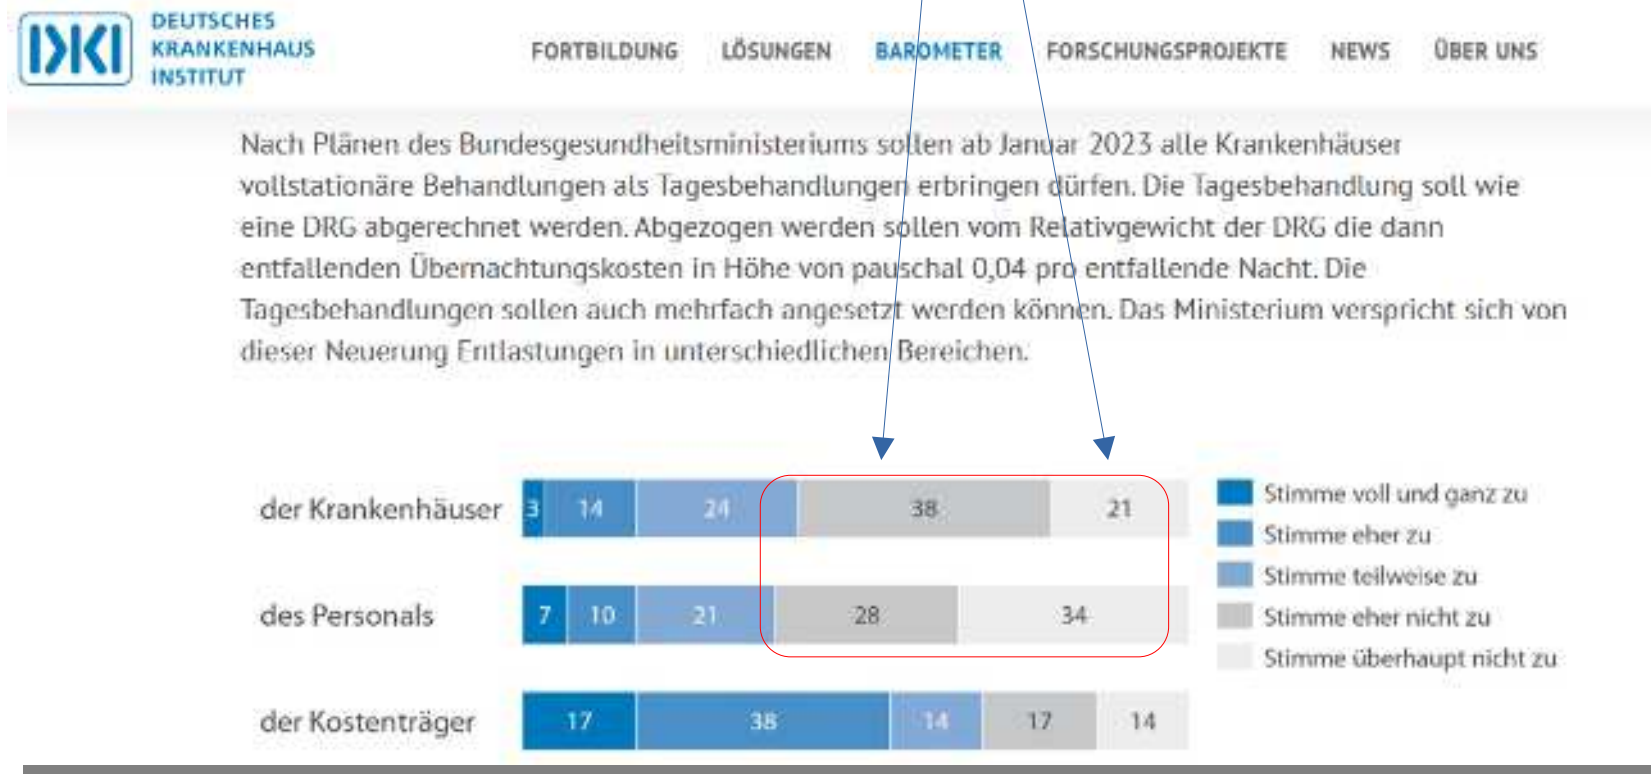 DEUTSCHES
KRANKENHAUS
INSTITUT
DKI
FORTBILDUNG LÖSUNGEN BAROMETER FORSCHUNGSPROJEKTE NEWS ÜBER UNS
Nach Plänen des Bundesgesundheitsministeriums sollen ab Januar 2023 alle Krankenhäuser
vollstationäre Behandlungen als Tagesbehandlungen erbringen dürfen. Die Tagesbehandlung soll wie
eine DRG abgerechnet werden. Abgezogen werden sollen vom Relativgewicht der DRG die dann
entfallenden Übernachtungskosten in Höhe von pauschal 0,04 pro entfallende Nacht. Die
Tagesbehandlungen sollen auch mehrfach angesetzt werden können. Das Ministerium verspricht sich von
dieser Neuerung Entlastungen in unterschiedlichen Bereichen.
der Krankenhäuser 3 14 24 38 21
des Personals 7 10 21 28 34
der Kostenträger 17 38 14 17 14
Stimme voll und ganz zu
Stimme eher zu
Stimme teilweise zu
Stimme eher nicht zu
Stimme überhaupt nicht zu